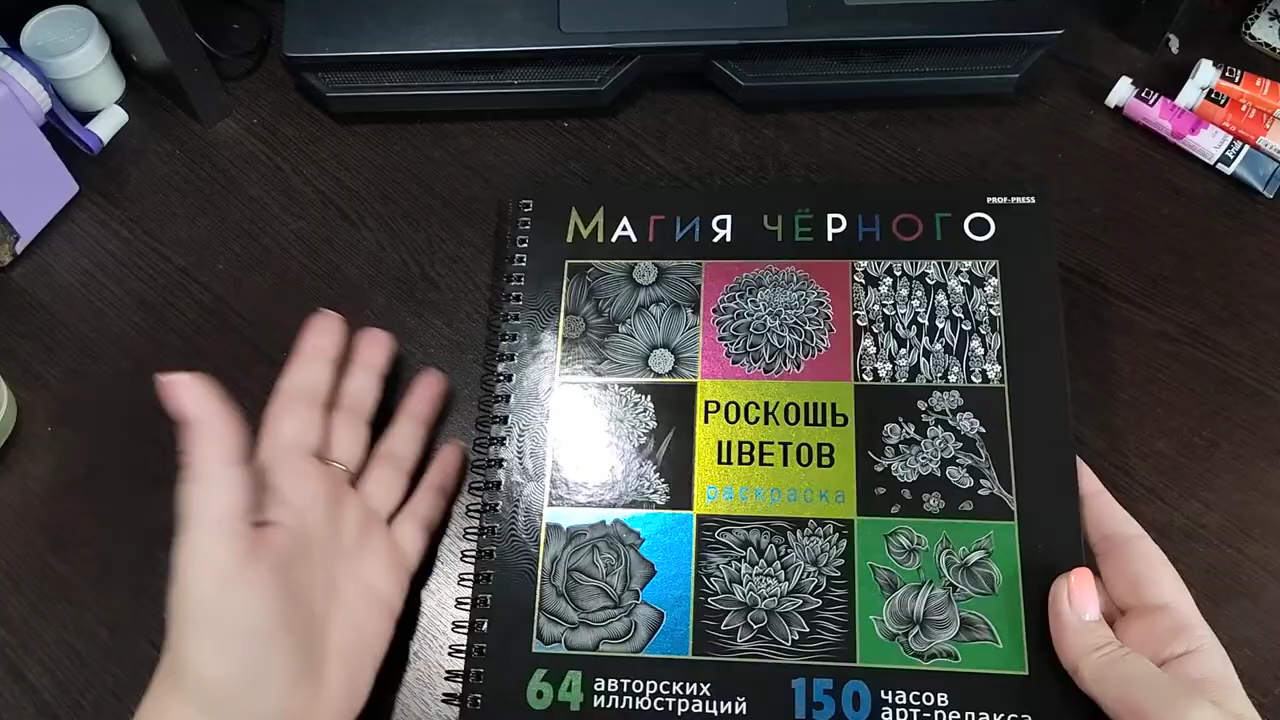 PROF-PRESS
МАГИЯ ЧЁРНОГО
РОСКОШЬ
ЦВЕТОВ
раскраска
64 авторских
иллюстраций
150 часов
арт-релакса